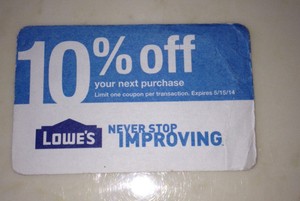 10% off
your next purchase
Limit one coupon per transaction. Expires 5/15/14
LOWE'S
NEVER STOP
IMPROVING